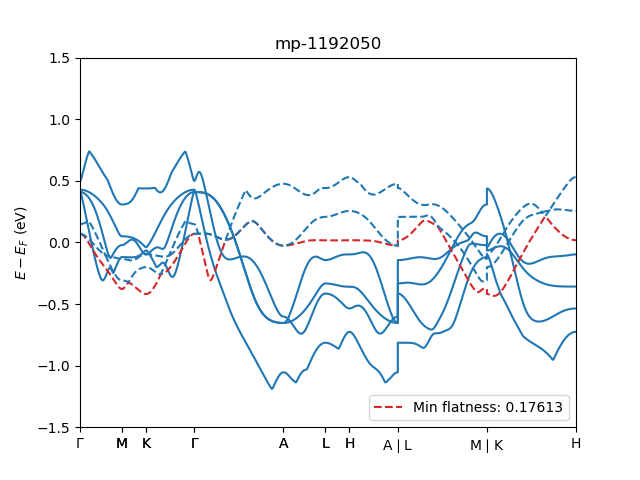 mp-1192050
E − E_F (eV)
1.5
1.0
0.5
0.0
−0.5
−1.0
−1.5
Min flatness: 0.17613
Γ M K Γ A L H A | L M | K H